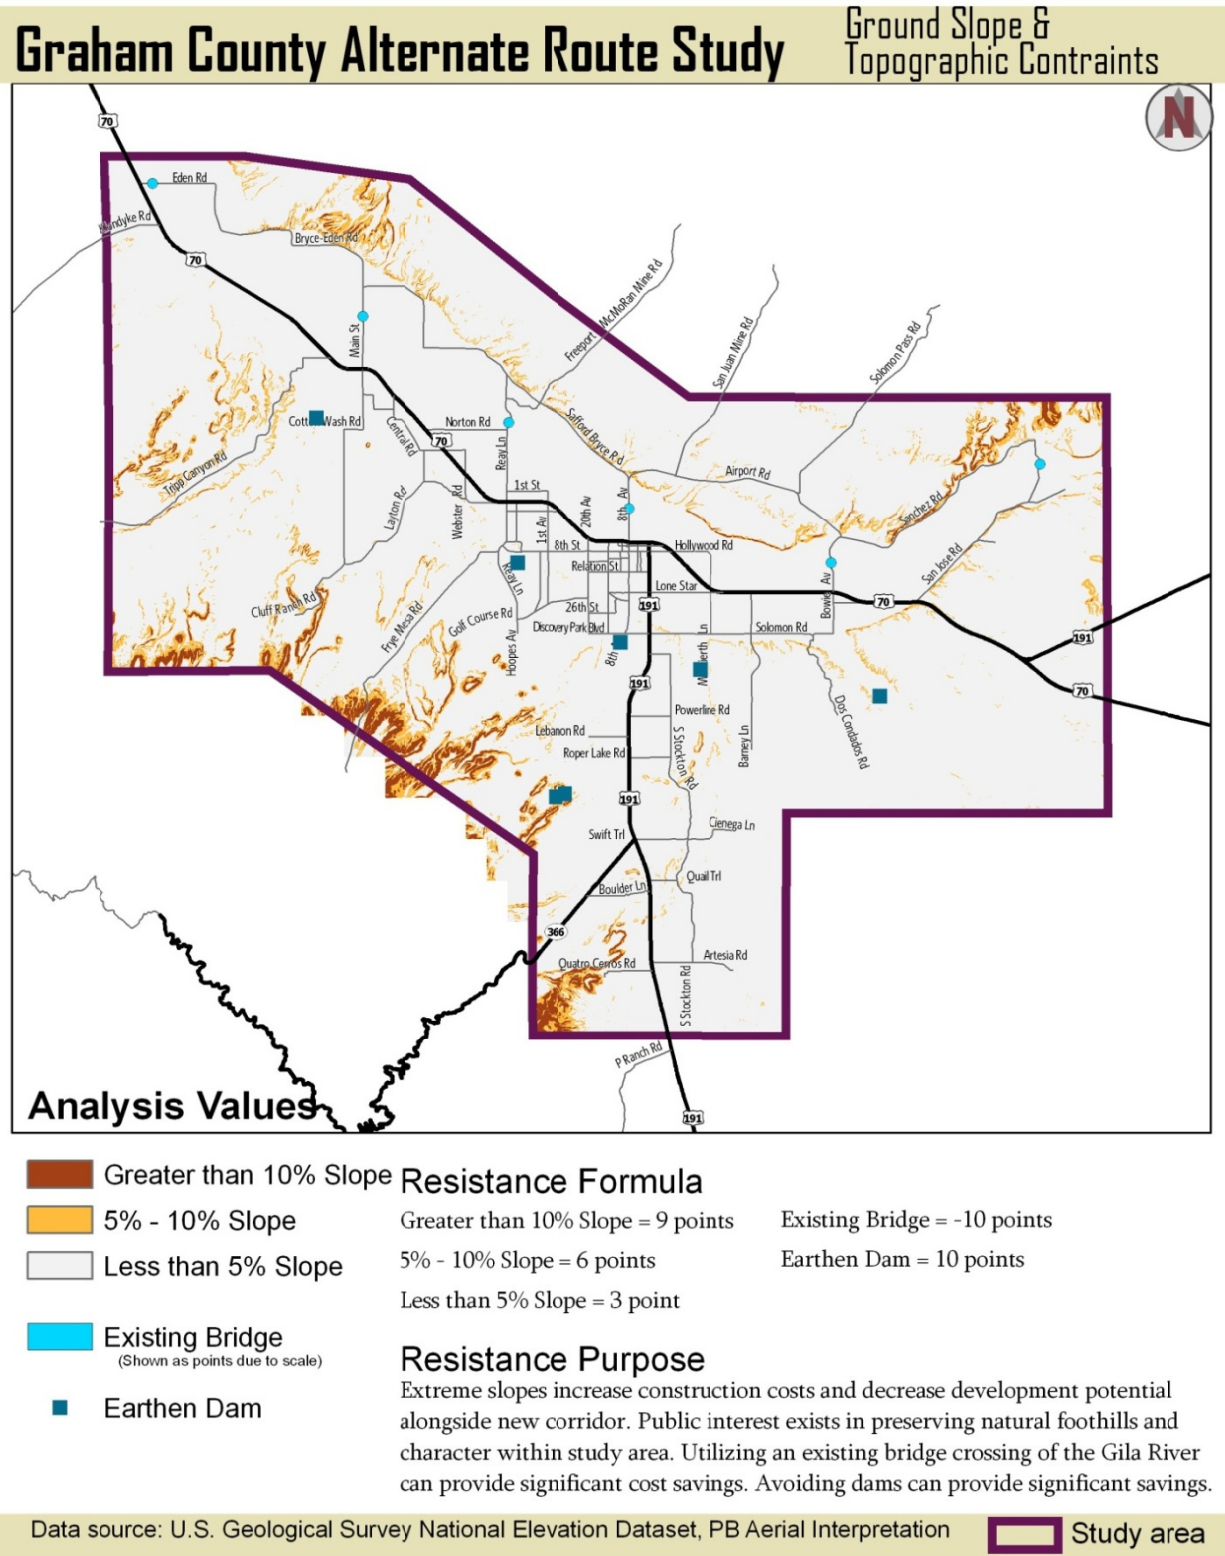 Graham County Alternate Route Study
Ground Slope &
Topographic Contraints
N
70
Eden Rd
Klondyke Rd
Bryce-Eden Rd
70
Freeport - McMoRan Mine Rd
San Juan Mine Rd
Solomon Pass Rd
Main St
Cotton Wash Rd
Central Rd
Norton Rd
70
Reay Ln
Safford Bryce Rd
Airport Rd
Tripp Canyon Rd
Layton Rd
Webster Rd
1st St
1st Av
20th Av
8th Av
Sanchez Rd
8th St
Hollywood Rd
San Jose Rd
Relation St
Reay Ln
Lone Star
Bowie Av
70
Cluff Ranch Rd
Frye Mesa Rd
Golf Course Rd
26th St
191
Discovery Park Blvd
Solomon Rd
191
Hoopes Av
8th
Ln
191
70
Powerline Rd
Lebanon Rd
Roper Lake Rd
S Stockton Rd
Barney Ln
Dos Condados Rd
191
Swift Trl
Cienega Ln
Quail Trl
Boulder Ln
366
Quatro Cerros Rd
Artesia Rd
S Stockton Rd
P Ranch Rd
191
Analysis Values
Greater than 10% Slope
5% - 10% Slope
Less than 5% Slope
Existing Bridge
(Shown as points due to scale)
Earthen Dam
Resistance Formula
Greater than 10% Slope = 9 points
5% - 10% Slope = 6 points
Less than 5% Slope = 3 point
Existing Bridge = -10 points
Earthen Dam = 10 points
Resistance Purpose
Extreme slopes increase construction costs and decrease development potential
alongside new corridor. Public interest exists in preserving natural foothills and
character within study area. Utilizing an existing bridge crossing of the Gila River
can provide significant cost savings. Avoiding dams can provide significant savings.
Data source: U.S. Geological Survey National Elevation Dataset, PB Aerial Interpretation
Study area